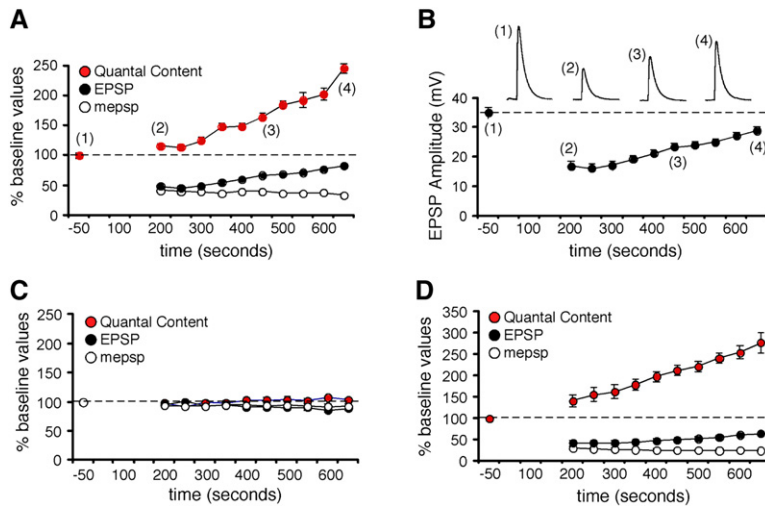 A
% baseline values
250
200
150
100
50
0
Quantal Content
EPSP
mepsp
(1)
(2)
(3)
(4)
-50 100 200 300 400 500 600
time (seconds)
B
EPSP Amplitude (mV)
40
30
20
10
0
(1)
(2)
(3)
(4)
(1)
(2)
(3)
(4)
-50 100 200 300 400 500 600
time (seconds)
C
% baseline values
250
200
150
100
50
0
Quantal Content
EPSP
mepsp
-50 100 200 300 400 500 600
time (seconds)
D
% baseline values
350
300
250
200
150
100
50
0
Quantal Content
EPSP
mepsp
-50 100 200 300 400 500 600
time (seconds)